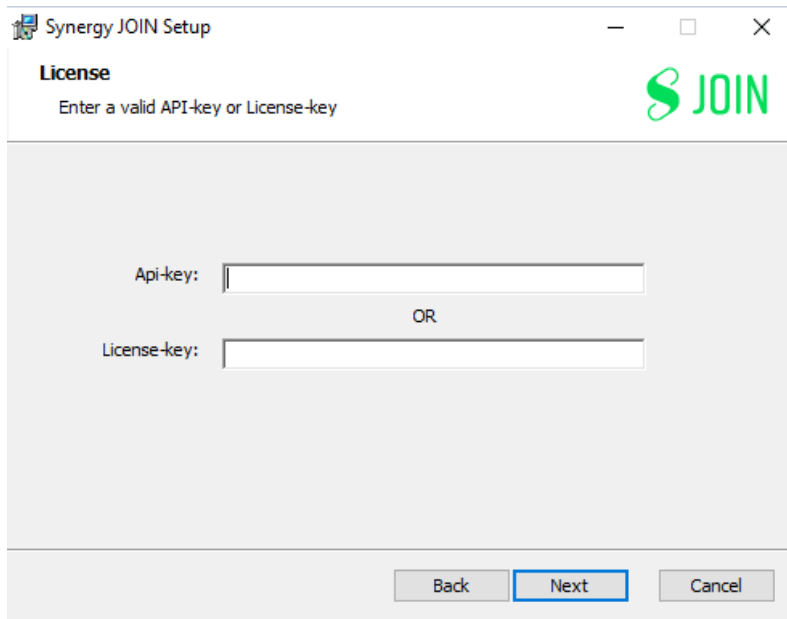 Synergy JOIN Setup
License
Enter a valid API-key or License-key
JOIN
Api-key:
OR
License-key:
Back Next Cancel